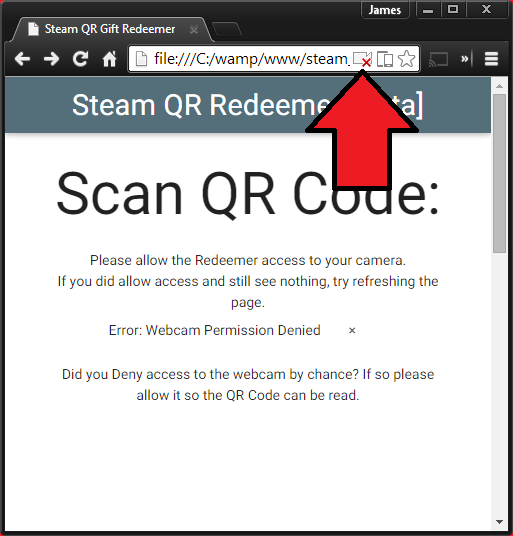 James
Steam QR Gift Redeemer
file:///C:/wamp/www/steam_
Steam QR Redeeme ta]
Scan QR Code:
Please allow the Redeemer access to your camera.
If you did allow access and still see nothing, try refreshing the
page.
Error: Webcam Permission Denied ×
Did you Deny access to the webcam by chance? If so please
allow it so the QR Code can be read.